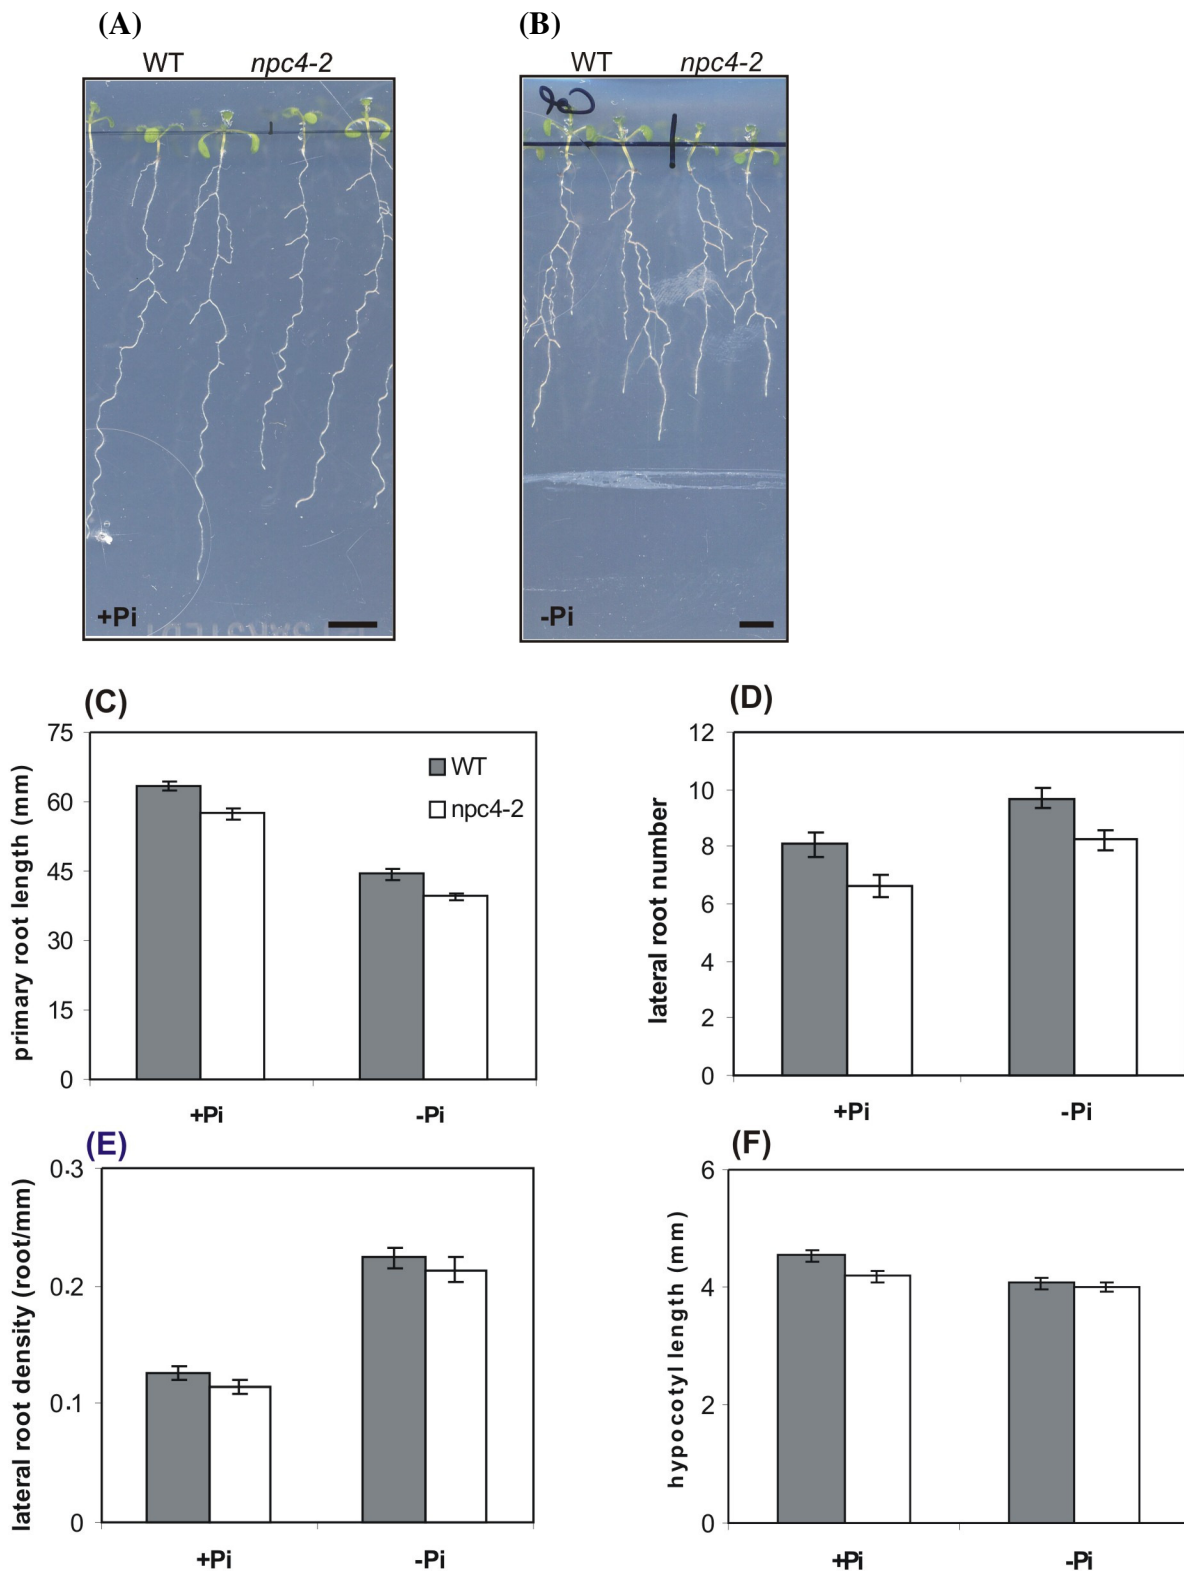 (A)
(B)
WT npc4-2
WT npc4-2
+Pi
-Pi
(C)
primary root length (mm)
75
60
45
30
15
0
WT
npc4-2
+Pi
-Pi
(D)
lateral root number
12
10
8
6
4
2
0
+Pi
-Pi
(E)
lateral root density (root/mm)
0.3
0.2
0.1
0
+Pi
-Pi
(F)
hypocotyl length (mm)
6
4
2
0
+Pi
-Pi